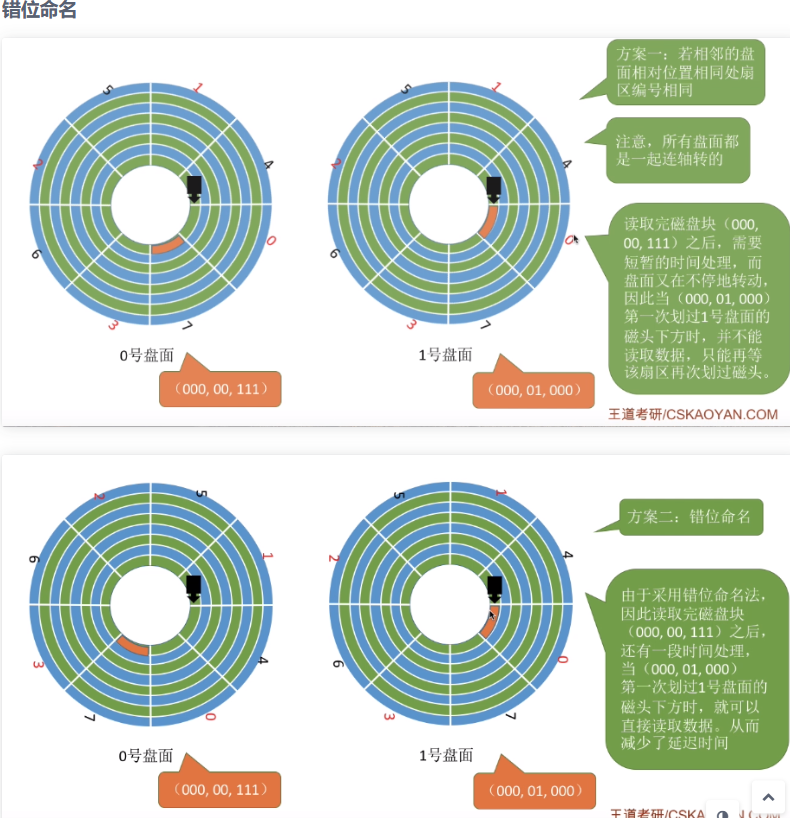 错位命名
方案一：若相邻的盘
面相对位置相同处扇
区编号相同
5
1
2
4
6
0
3
7
0号盘面
（000, 00, 111）
5
1
2
4
6
0
3
7
1号盘面
（000, 01, 000）
注意，所有盘面都
是一起连轴转的
读取完磁盘块（000,
00, 111）之后，需要
短暂的时间处理，而
盘面又在不停地转动，
因此当（000, 01, 000）
第一次划过1号盘面的
磁头下方时，并不能
读取数据，只能再等
该扇区再次划过磁头。
王道考研/CSKAOYAN.COM
2
5
6
1
3
4
7
0
0号盘面
（000, 00, 111）
5
1
2
4
6
0
3
7
1号盘面
（000, 01, 000）
方案二：错位命名
由于采用错位命名法，
因此读取完磁盘块
（000, 00, 111）之后，
还有一段时间处理，
当（000, 01, 000）
第一次划过1号盘面的
磁头下方时，就可以
直接读取数据。从而
减少了延迟时间
王道考研/CSKA